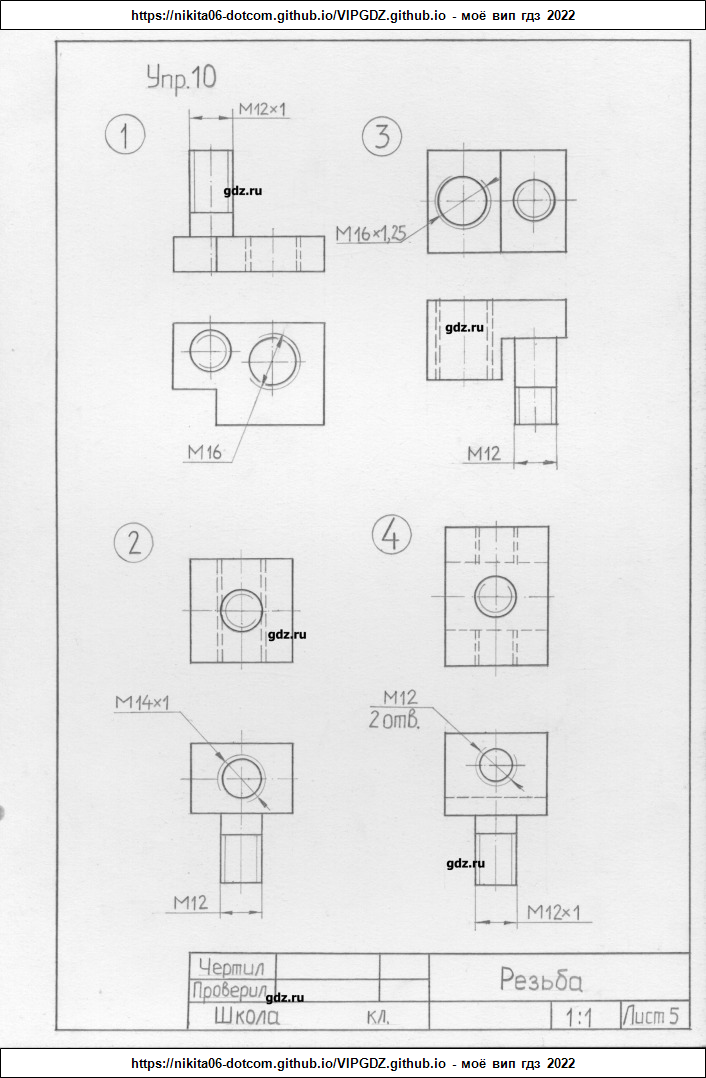 https://nikita06-dotcom.github.io/VIPGDZ.github.io - моё вип гдз 2022
Упр.10
1
M12×1
gdz.ru
3
M16×1,25
gdz.ru
M16
M12
2
gdz.ru
4
M14×1
M12
2 отв.
gdz.ru
M12
M12×1
Чертил
Проверил
gdz.ru
Резьба
Школа кл.
1:1
Лист 5
https://nikita06-dotcom.github.io/VIPGDZ.github.io - моё вип гдз 2022